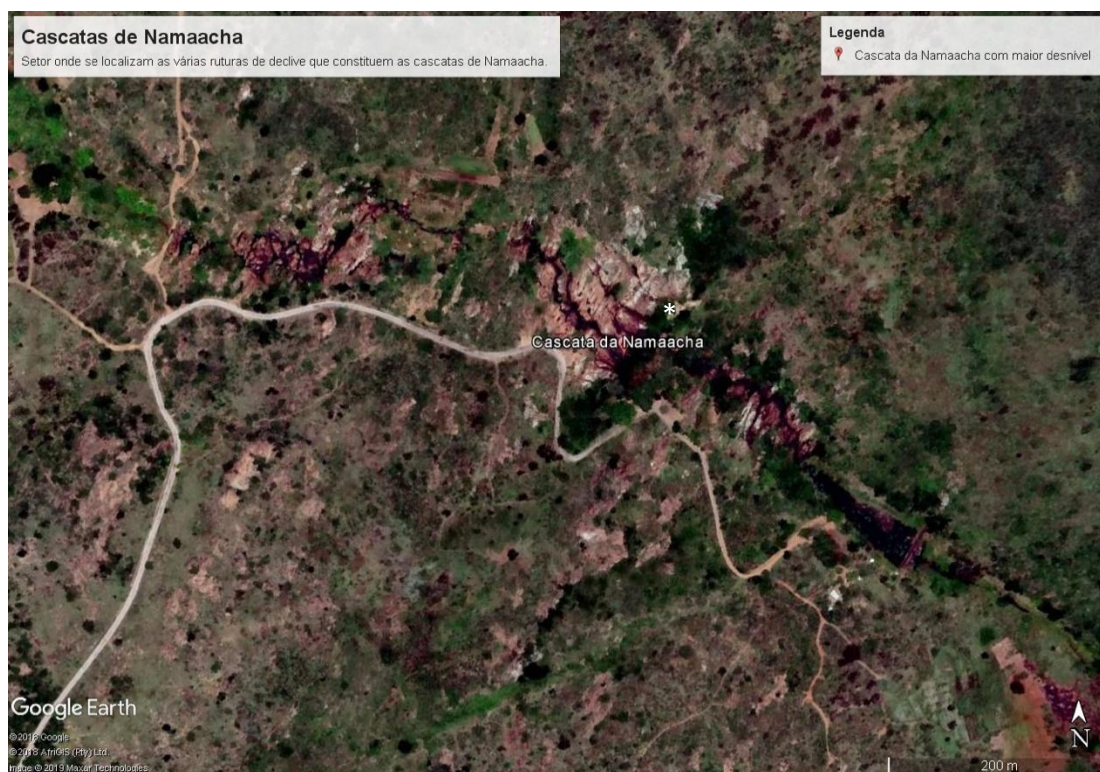 Cascatas de Namaacha
Setor onde se localizam as várias ruturas de declive que constituem as cascatas de Namaacha.
Legenda
Cascata da Namaacha com maior desnível
*
Cascata da Namaacha
Google Earth
©2018 Google
©2018 AfriGIS (Pty) Ltd.
Image © 2019 Maxar Technologies
N
200 m